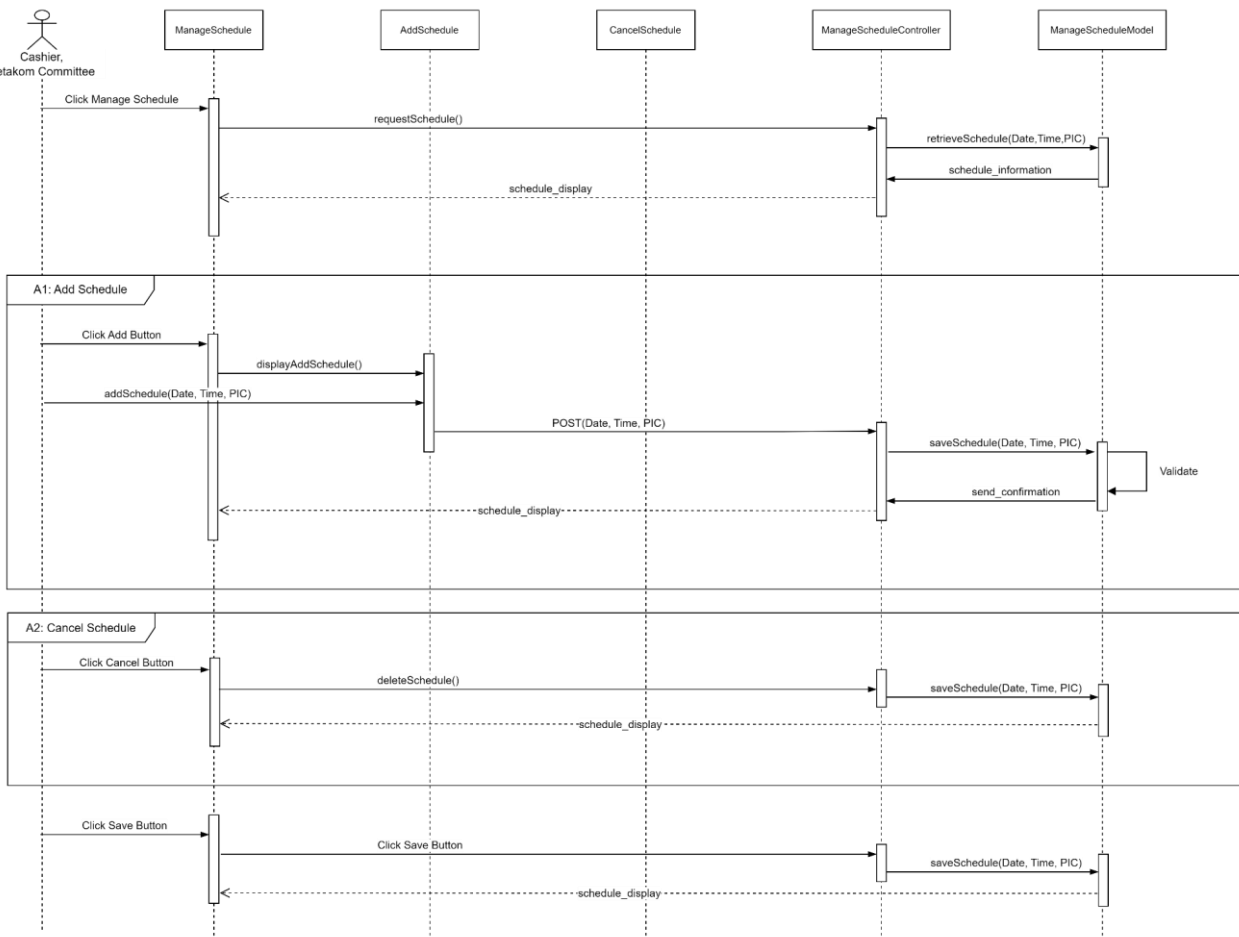 ManageSchedule
AddSchedule
CancelSchedule
ManageScheduleController
ManageScheduleModel
Cashier,
etakom Committee
Click Manage Schedule
requestSchedule()
retrieveSchedule(Date,Time,PIC)
schedule_information
schedule_display
A1: Add Schedule
Click Add Button
displayAddSchedule()
addSchedule(Date, Time, PIC)
POST(Date, Time, PIC)
saveSchedule(Date, Time, PIC)
Validate
send_confirmation
schedule_display
A2: Cancel Schedule
Click Cancel Button
deleteSchedule()
saveSchedule(Date, Time, PIC)
schedule_display
Click Save Button
Click Save Button
saveSchedule(Date, Time, PIC)
schedule_display